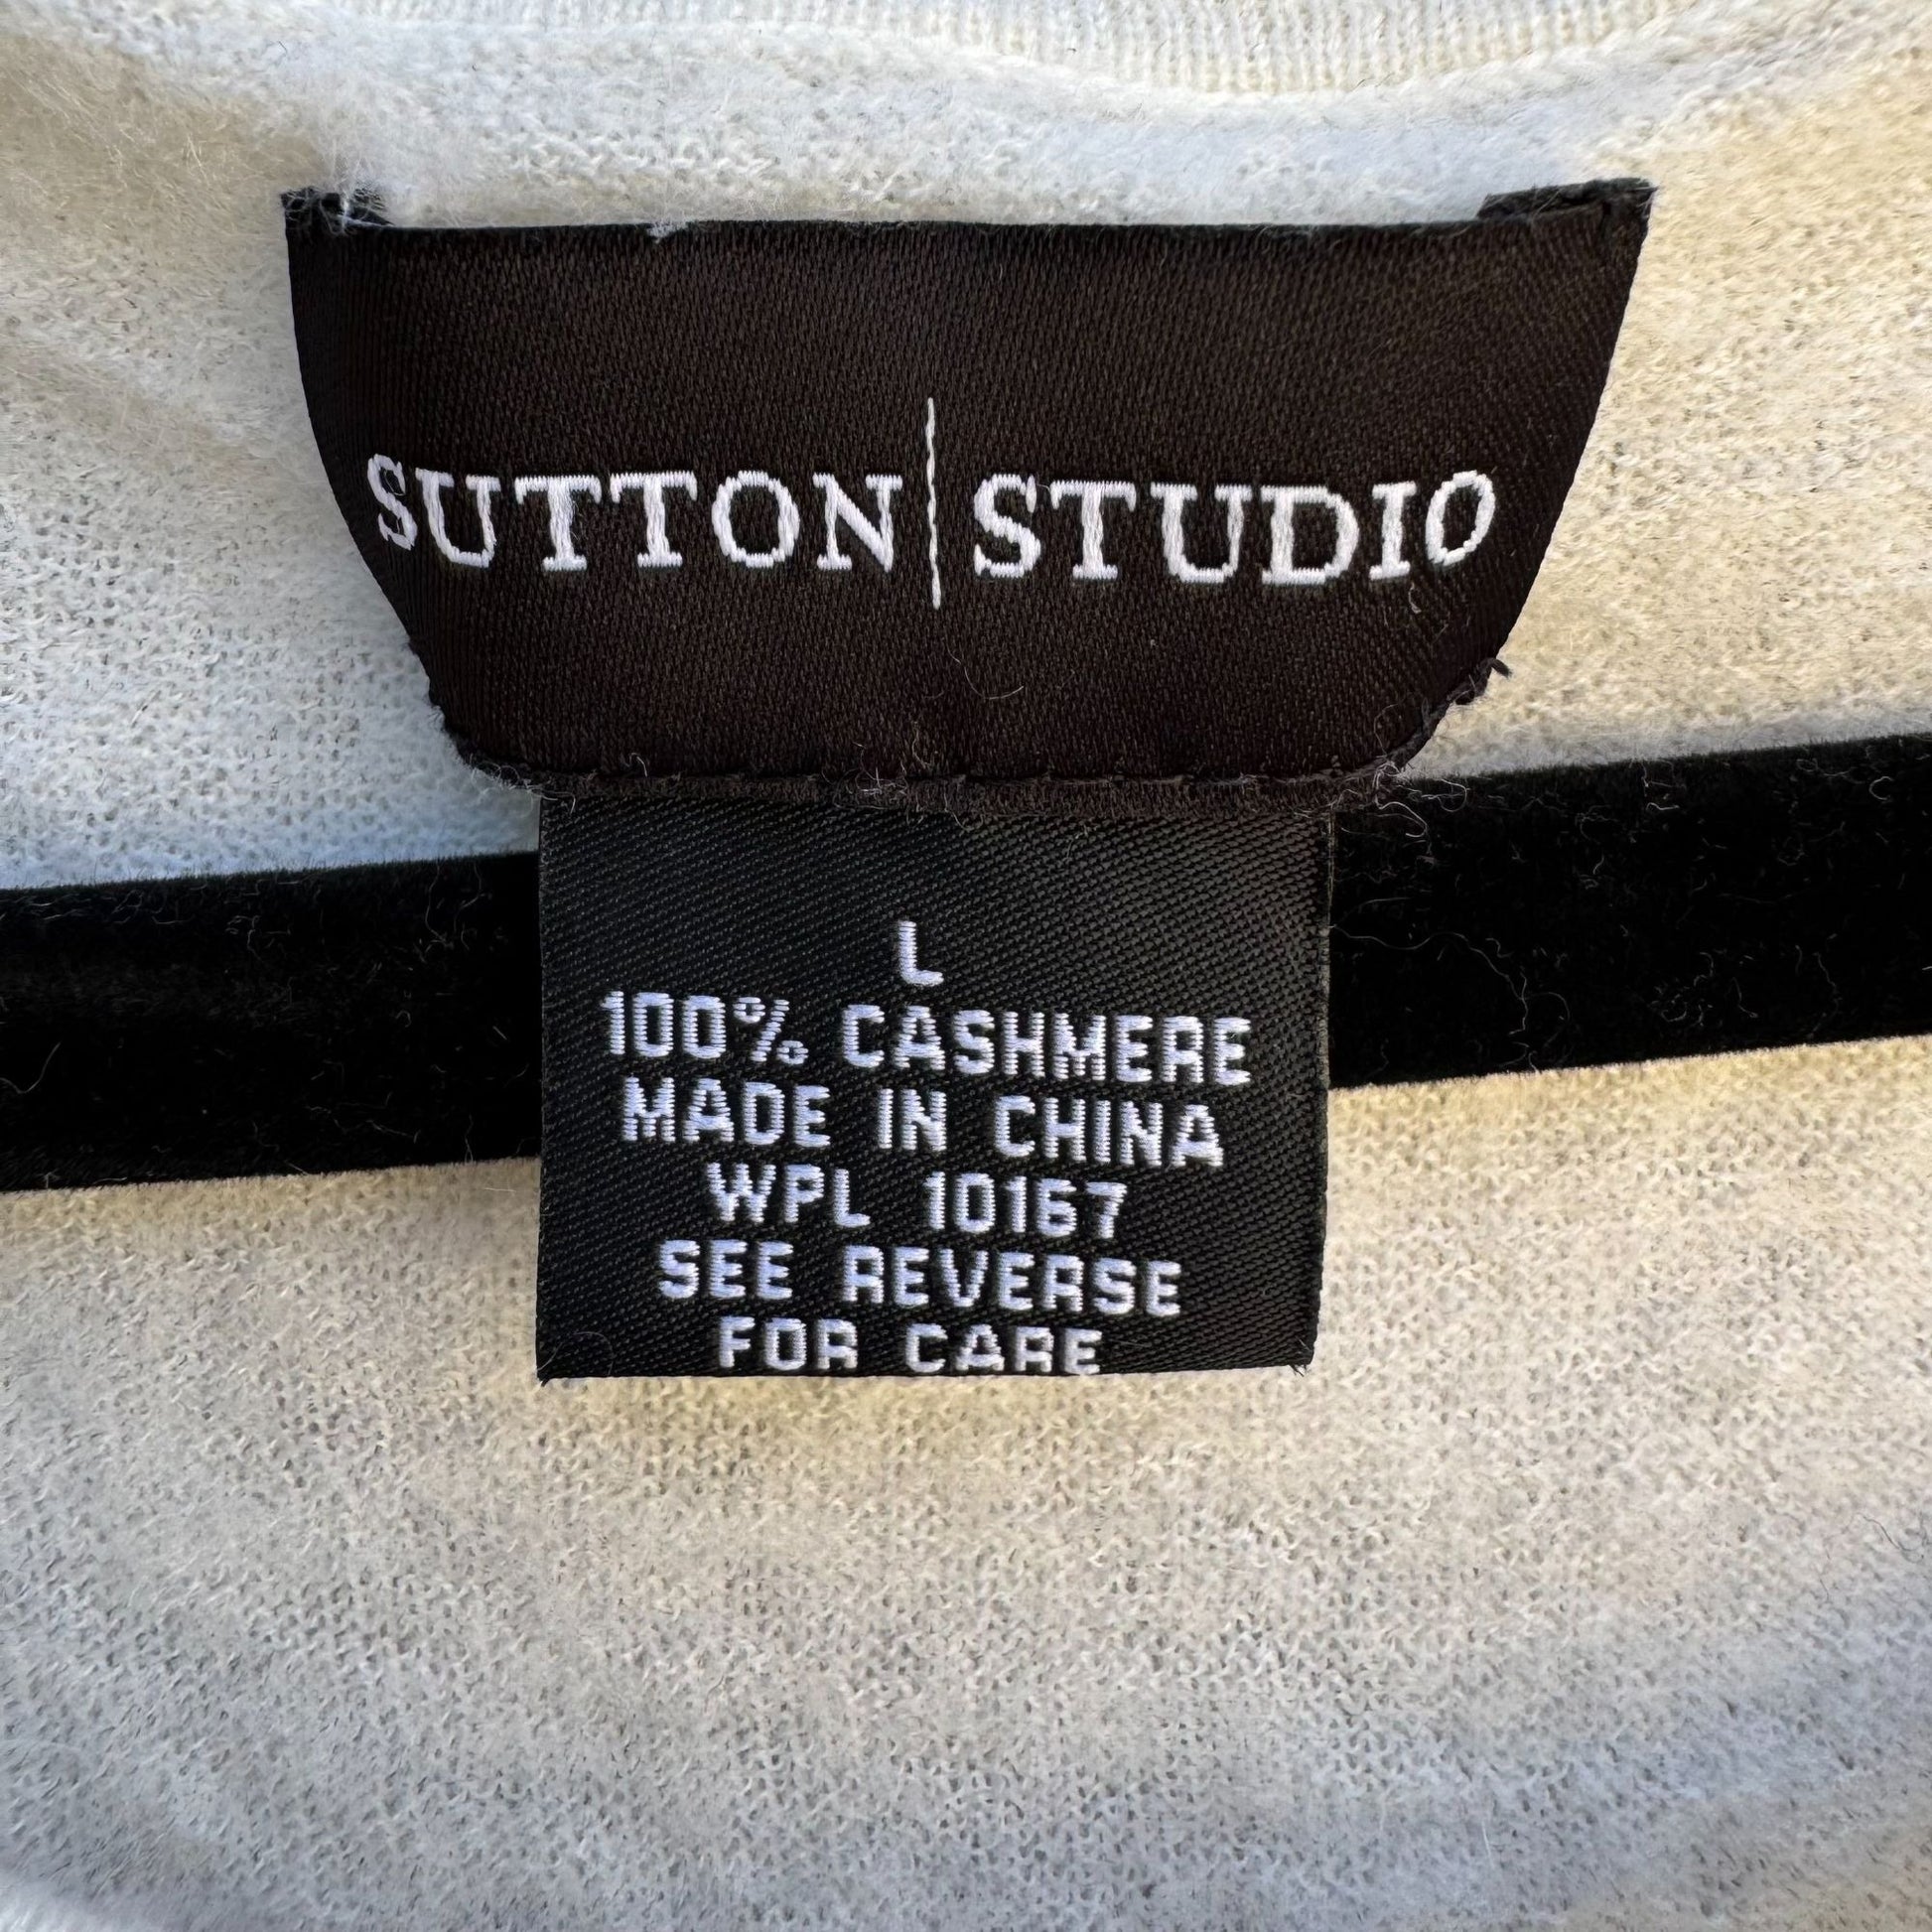 SUTTON|STUDIO
L
100% CASHMERE
MADE IN CHINA
WPL 10167
SEE REVERSE
FOR CARE